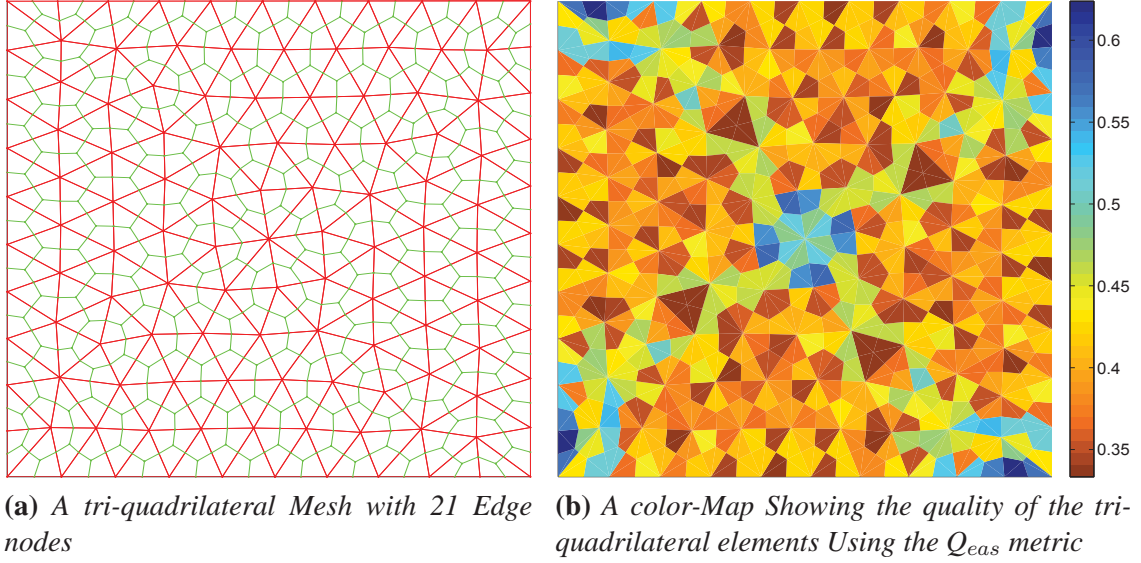 0.6
0.55
0.5
0.45
0.4
0.35
(a) A tri-quadrilateral Mesh with 21 Edge
nodes
(b) A color-Map Showing the quality of the tri-
quadrilateral elements Using the Qeas metric